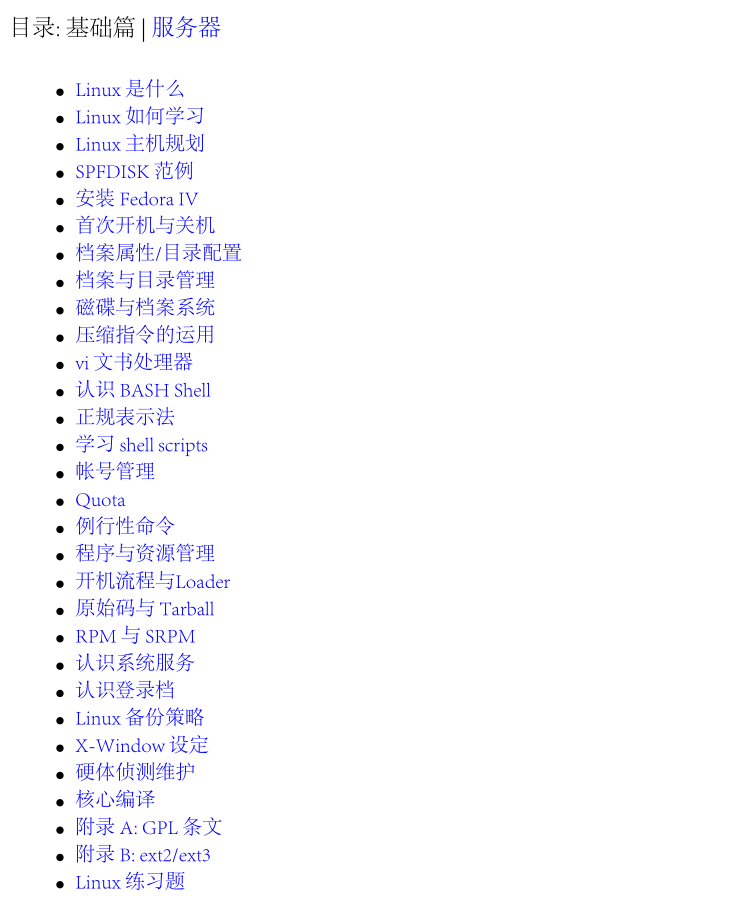 目录: 基础篇 | 服务器
Linux 是什么
Linux 如何学习
Linux 主机规划
SPFDISK 范例
安装 Fedora IV
首次开机与关机
档案属性/目录配置
档案与目录管理
磁碟与档案系统
压缩指令的运用
vi 文书处理器
认识 BASH Shell
正规表示法
学习 shell scripts
帐号管理
Quota
例行性命令
程序与资源管理
开机流程与Loader
原始码与 Tarball
RPM 与 SRPM
认识系统服务
认识登录档
Linux 备份策略
X-Window 设定
硬体侦测维护
核心编译
附录 A: GPL 条文
附录 B: ext2/ext3
Linux 练习题